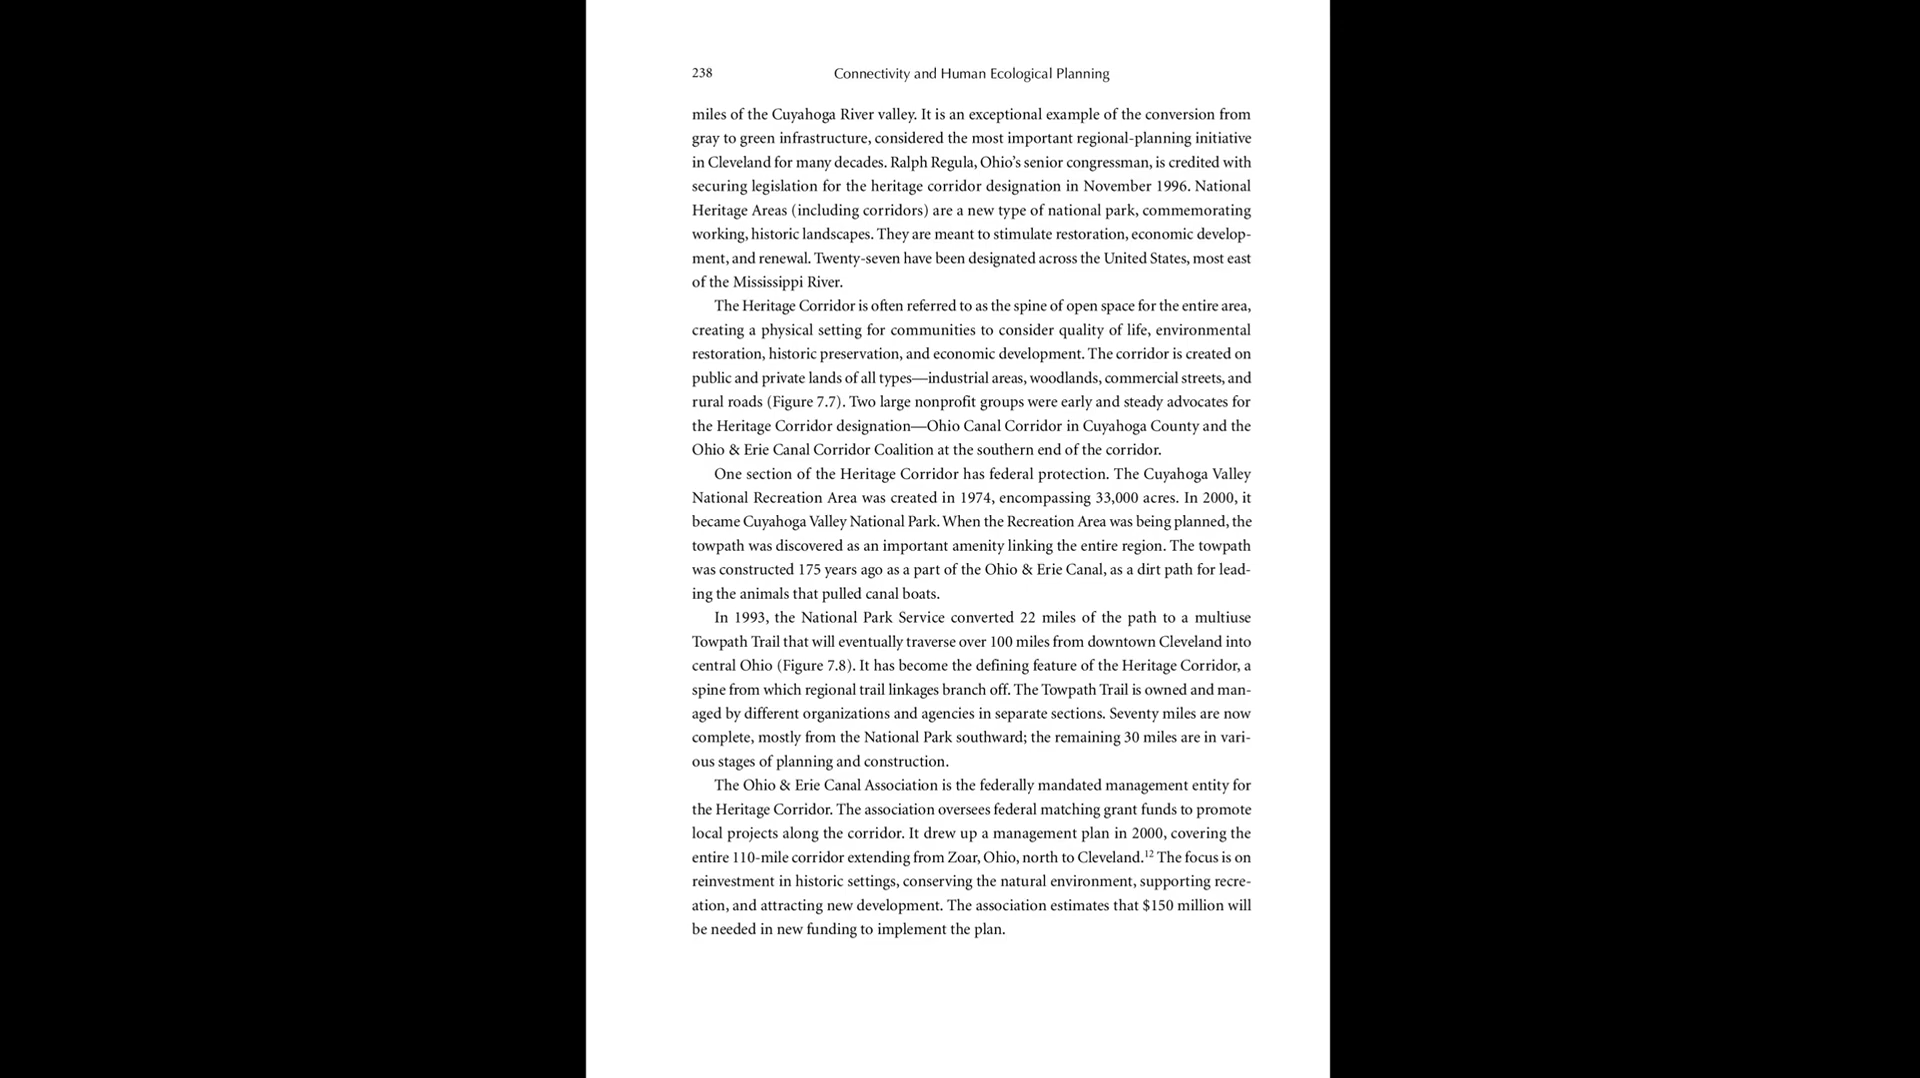 238
Connectivity and Human Ecological Planning
miles of the Cuyahoga River valley. It is an exceptional example of the conversion from
gray to green infrastructure, considered the most important regional-planning initiative
in Cleveland for many decades. Ralph Regula, Ohio’s senior congressman, is credited with
securing legislation for the heritage corridor designation in November 1996. National
Heritage Areas (including corridors) are a new type of national park, commemorating
working, historic landscapes. They are meant to stimulate restoration, economic develop-
ment, and renewal. Twenty-seven have been designated across the United States, most east
of the Mississippi River.
The Heritage Corridor is often referred to as the spine of open space for the entire area,
creating a physical setting for communities to consider quality of life, environmental
restoration, historic preservation, and economic development. The corridor is created on
public and private lands of all types—industrial areas, woodlands, commercial streets, and
rural roads (Figure 7.7). Two large nonprofit groups were early and steady advocates for
the Heritage Corridor designation—Ohio Canal Corridor in Cuyahoga County and the
Ohio & Erie Canal Corridor Coalition at the southern end of the corridor.
One section of the Heritage Corridor has federal protection. The Cuyahoga Valley
National Recreation Area was created in 1974, encompassing 33,000 acres. In 2000, it
became Cuyahoga Valley National Park. When the Recreation Area was being planned, the
towpath was discovered as an important amenity linking the entire region. The towpath
was constructed 175 years ago as a part of the Ohio & Erie Canal, as a dirt path for lead-
ing the animals that pulled canal boats.
In 1993, the National Park Service converted 22 miles of the path to a multiuse
Towpath Trail that will eventually traverse over 100 miles from downtown Cleveland into
central Ohio (Figure 7.8). It has become the defining feature of the Heritage Corridor, a
spine from which regional trail linkages branch off. The Towpath Trail is owned and man-
aged by different organizations and agencies in separate sections. Seventy miles are now
complete, mostly from the National Park southward; the remaining 30 miles are in vari-
ous stages of planning and construction.
The Ohio & Erie Canal Association is the federally mandated management entity for
the Heritage Corridor. The association oversees federal matching grant funds to promote
local projects along the corridor. It drew up a management plan in 2000, covering the
entire 110-mile corridor extending from Zoar, Ohio, north to Cleveland.¹² The focus is on
reinvestment in historic settings, conserving the natural environment, supporting recre-
ation, and attracting new development. The association estimates that $150 million will
be needed in new funding to implement the plan.